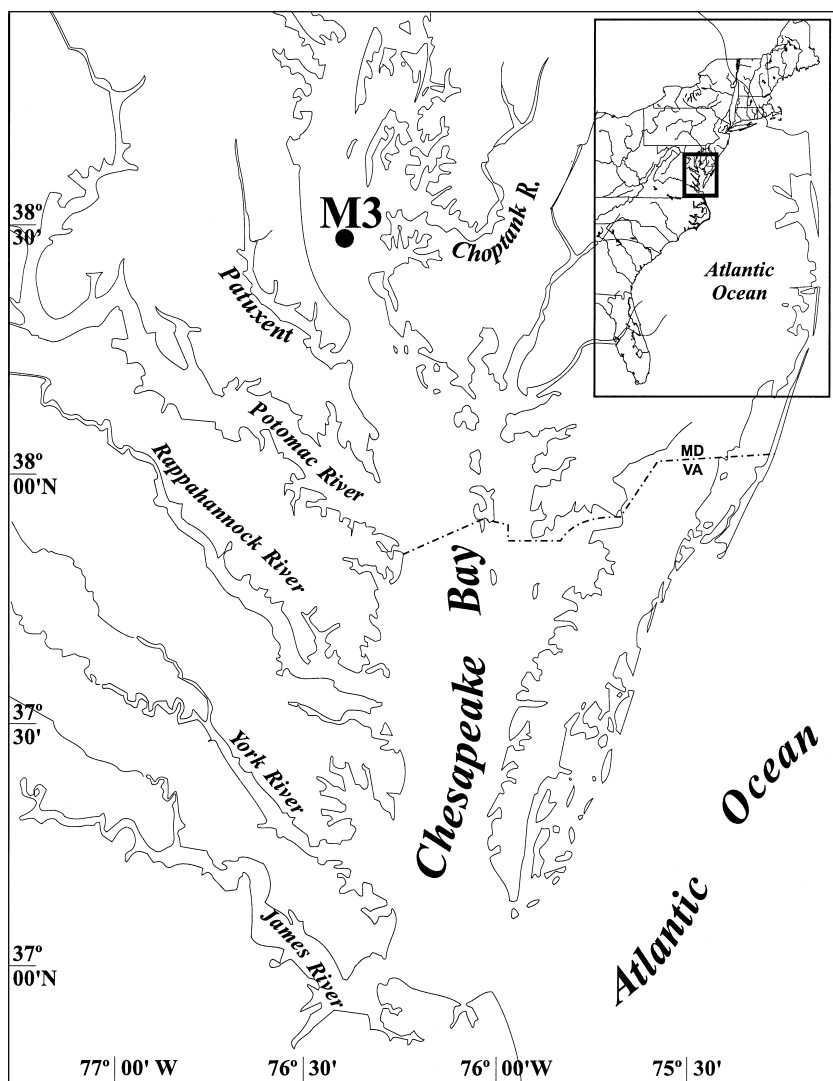 38º
30'
M3
Choptank R.
Atlantic
Ocean
Patuxent
Potomac River
MD
VA
38º
00'N
Rappahannock River
Chesapeake Bay
37º
30'
York River
Atlantic Ocean
37º
00'N
James River
77º 00' W
76º 30'
76º 00'W
75º 30'